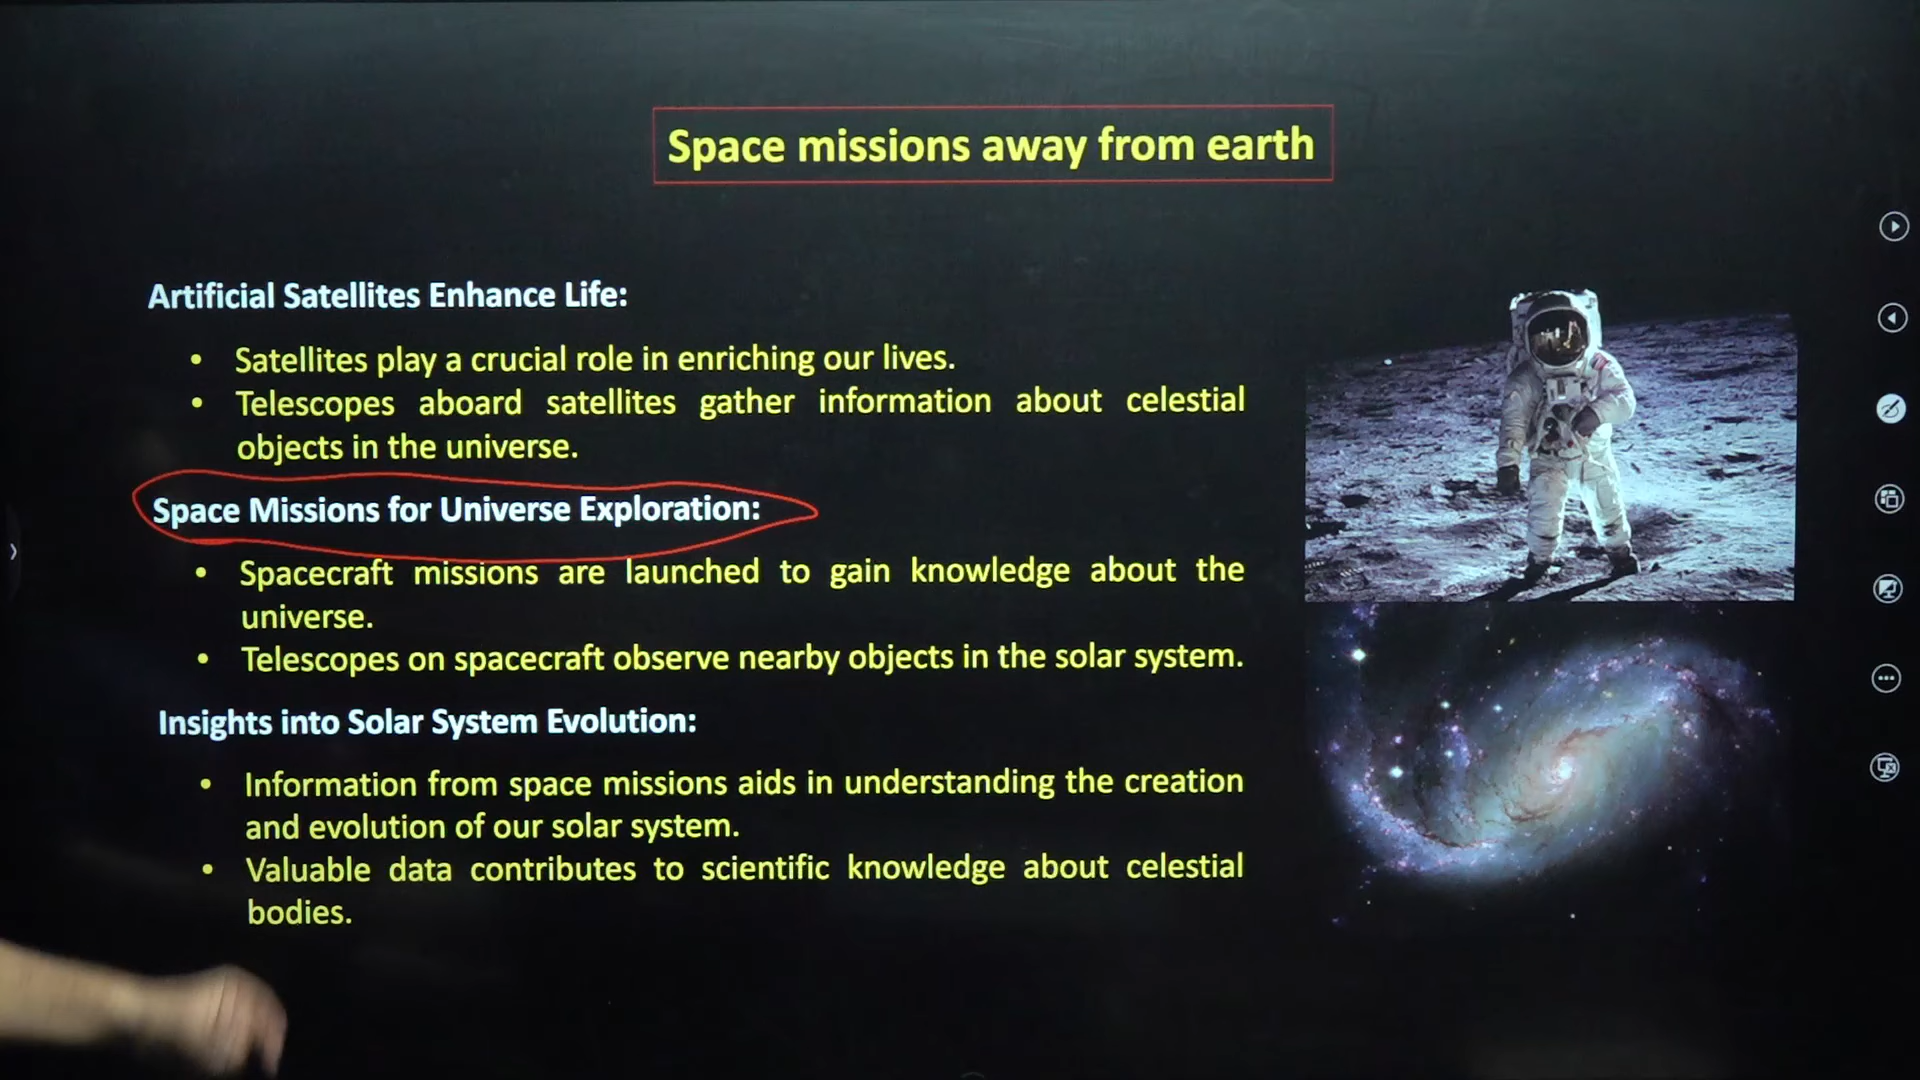 Space missions away from earth
Artificial Satellites Enhance Life:
• Satellites play a crucial role in enriching our lives.
• Telescopes aboard satellites gather information about celestial
objects in the universe.
Space Missions for Universe Exploration:
• Spacecraft missions are launched to gain knowledge about the
universe.
• Telescopes on spacecraft observe nearby objects in the solar system.
Insights into Solar System Evolution:
• Information from space missions aids in understanding the creation
and evolution of our solar system.
• Valuable data contributes to scientific knowledge about celestial
bodies.